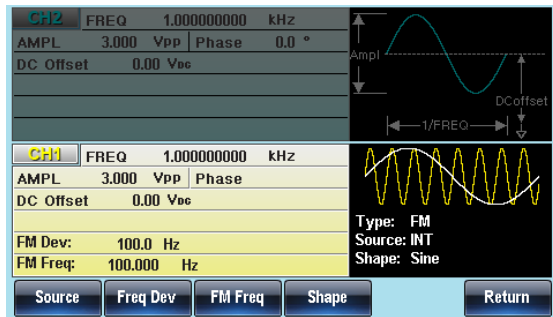 CH2 FREQ 1.000000000 kHz
AMPL 3.000 Vpp Phase 0.0 °
DC Offset 0.00 VDC
Ampl
DCoffset
1/FREQ
CH1 FREQ 1.000000000 kHz
AMPL 3.000 Vpp Phase
DC Offset 0.00 VDC
FM Dev: 100.0 Hz
FM Freq: 100.000 Hz
Type: FM
Source: INT
Shape: Sine
Source Freq Dev FM Freq Shape Return